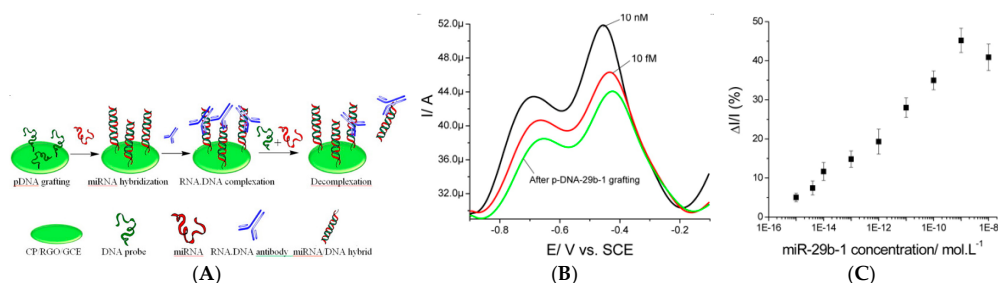 pDNA grafting
miRNA hybridization
RNA.DNA complexation
Decomplexation
+
CP/RGO/GCE
DNA probe
miRNA
RNA.DNA antibody
miRNA DNA hybrid
(A)
52.0µ
48.0µ
44.0µ
40.0µ
36.0µ
32.0µ
I/ A
10 nM
10 fM
After p-DNA-29b-1 grafting
-0.8
-0.6
-0.4
-0.2
E/ V vs. SCE
(B)
50
40
30
20
10
0
ΔI/I (%)
1E-16
1E-14
1E-12
1E-10
1E-8
miR-29b-1 concentration/ mol.L⁻¹
(C)